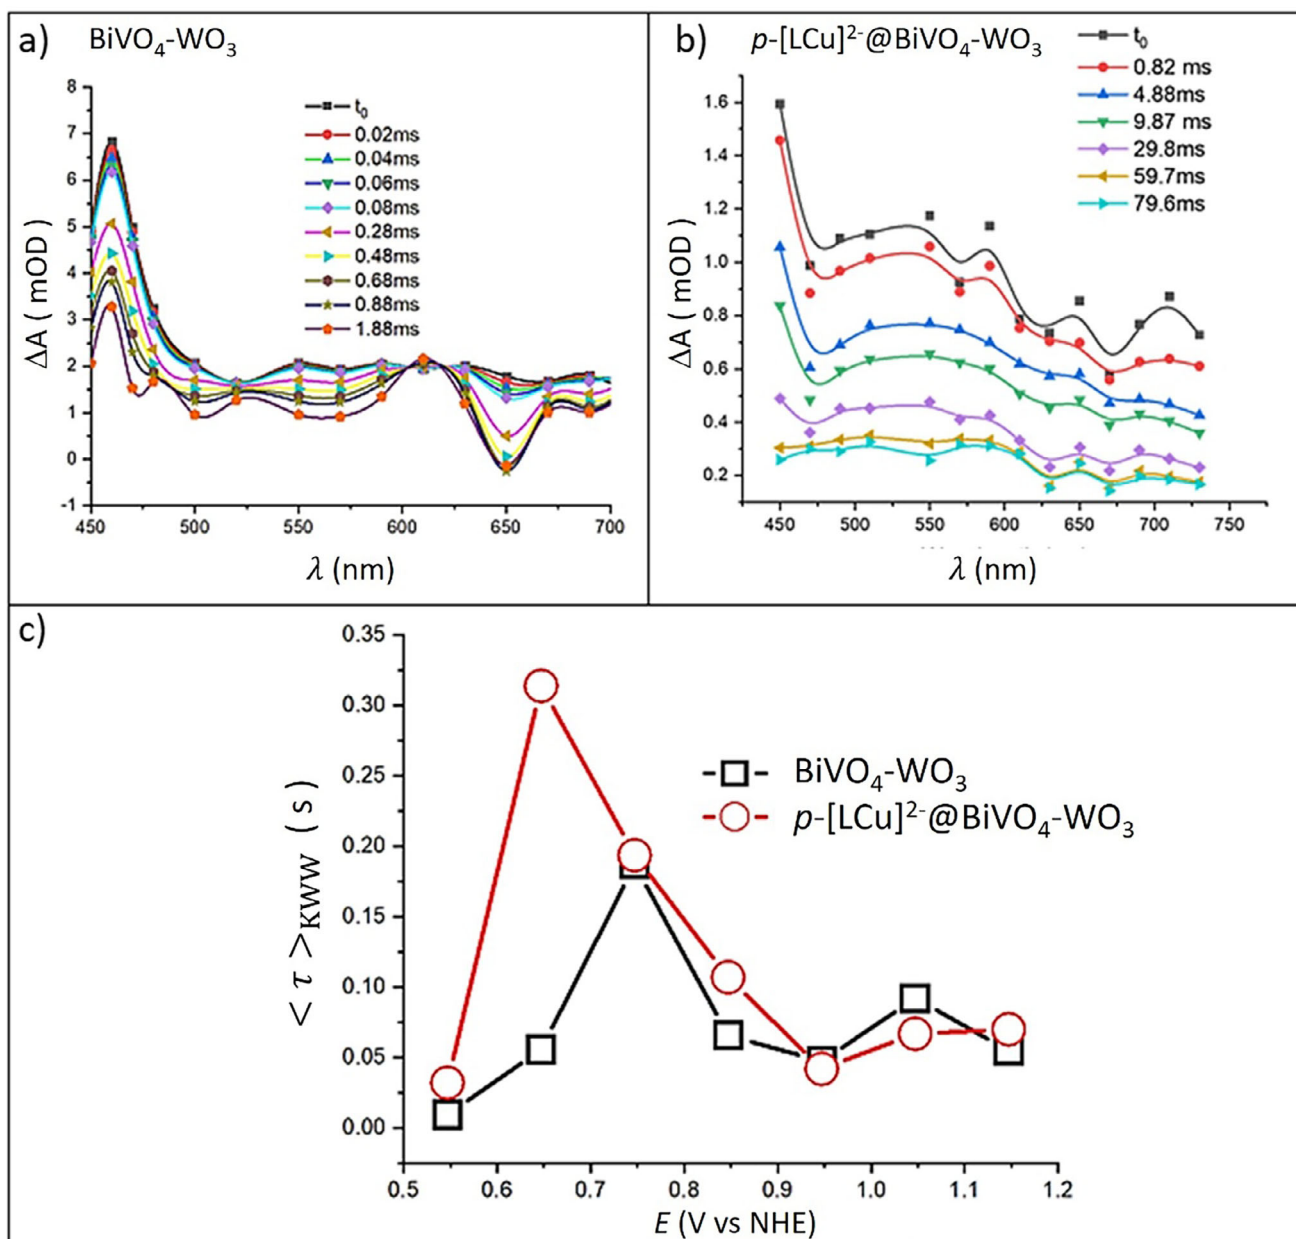 a) BiVO₄-WO₃
t₀
0.02ms
0.04ms
0.06ms
0.08ms
0.28ms
0.48ms
0.68ms
0.88ms
1.88ms
8
7
6
5
4
3
2
1
0
-1
ΔA ( mOD )
450 500 550 600 650 700
λ (nm)
b) p-[LCu]²⁻@BiVO₄-WO₃
t₀
0.82 ms
4.88ms
9.87 ms
29.8ms
59.7ms
79.6ms
1.6
1.4
1.2
1.0
0.8
0.6
0.4
0.2
ΔA ( mOD )
450 500 550 600 650 700 750
λ (nm)
c)
0.35
0.30
0.25
0.20
0.15
0.10
0.05
0.00
< τ >KWW ( s )
BiVO₄-WO₃
p-[LCu]²⁻@BiVO₄-WO₃
0.5 0.6 0.7 0.8 0.9 1.0 1.1 1.2
E (V vs NHE)